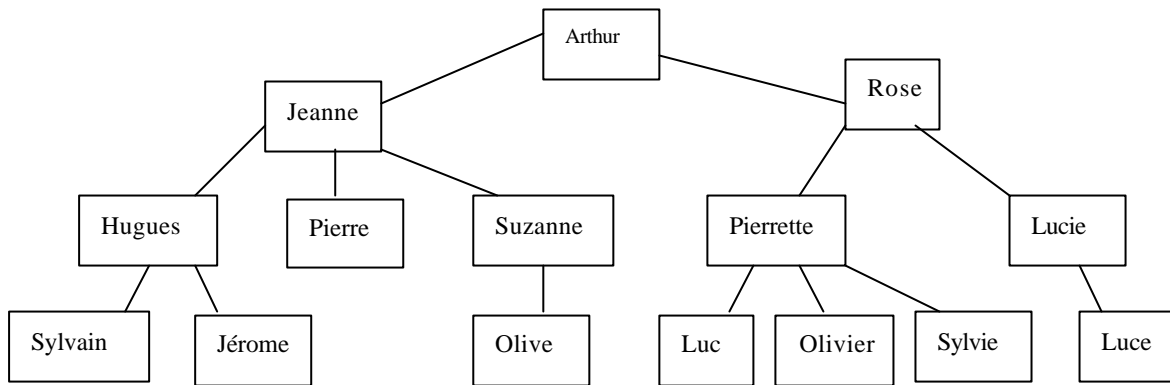 Arthur
Jeanne
Rose
Hugues
Pierre
Suzanne
Pierrette
Lucie
Sylvain
Jérome
Olive
Luc
Olivier
Sylvie
Luce